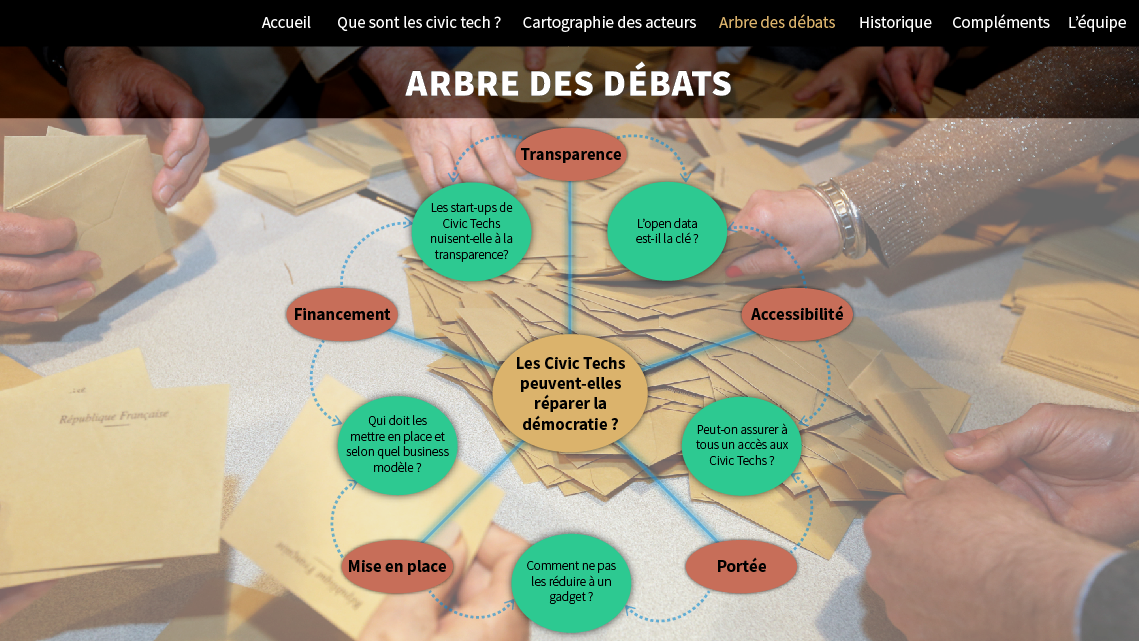 Accueil
Que sont les civic tech ?
Cartographie des acteurs
Arbre des débats
Historique
Compléments
L'équipe
ARBRE DES DÉBATS
Transparence
Les start-ups de
Civic Techs
nuisent-elle à la
transparence?
L'open data
est-il la clé ?
Financement
Accessibilité
Les Civic Techs
peuvent-elles
réparer la
démocratie ?
Qui doit les
mettre en place et
selon quel business
modèle ?
Peut-on assurer à
tous un accès aux
Civic Techs ?
République Française
Mise en place
Comment ne pas
les réduire à un
gadget ?
Portée
République Française